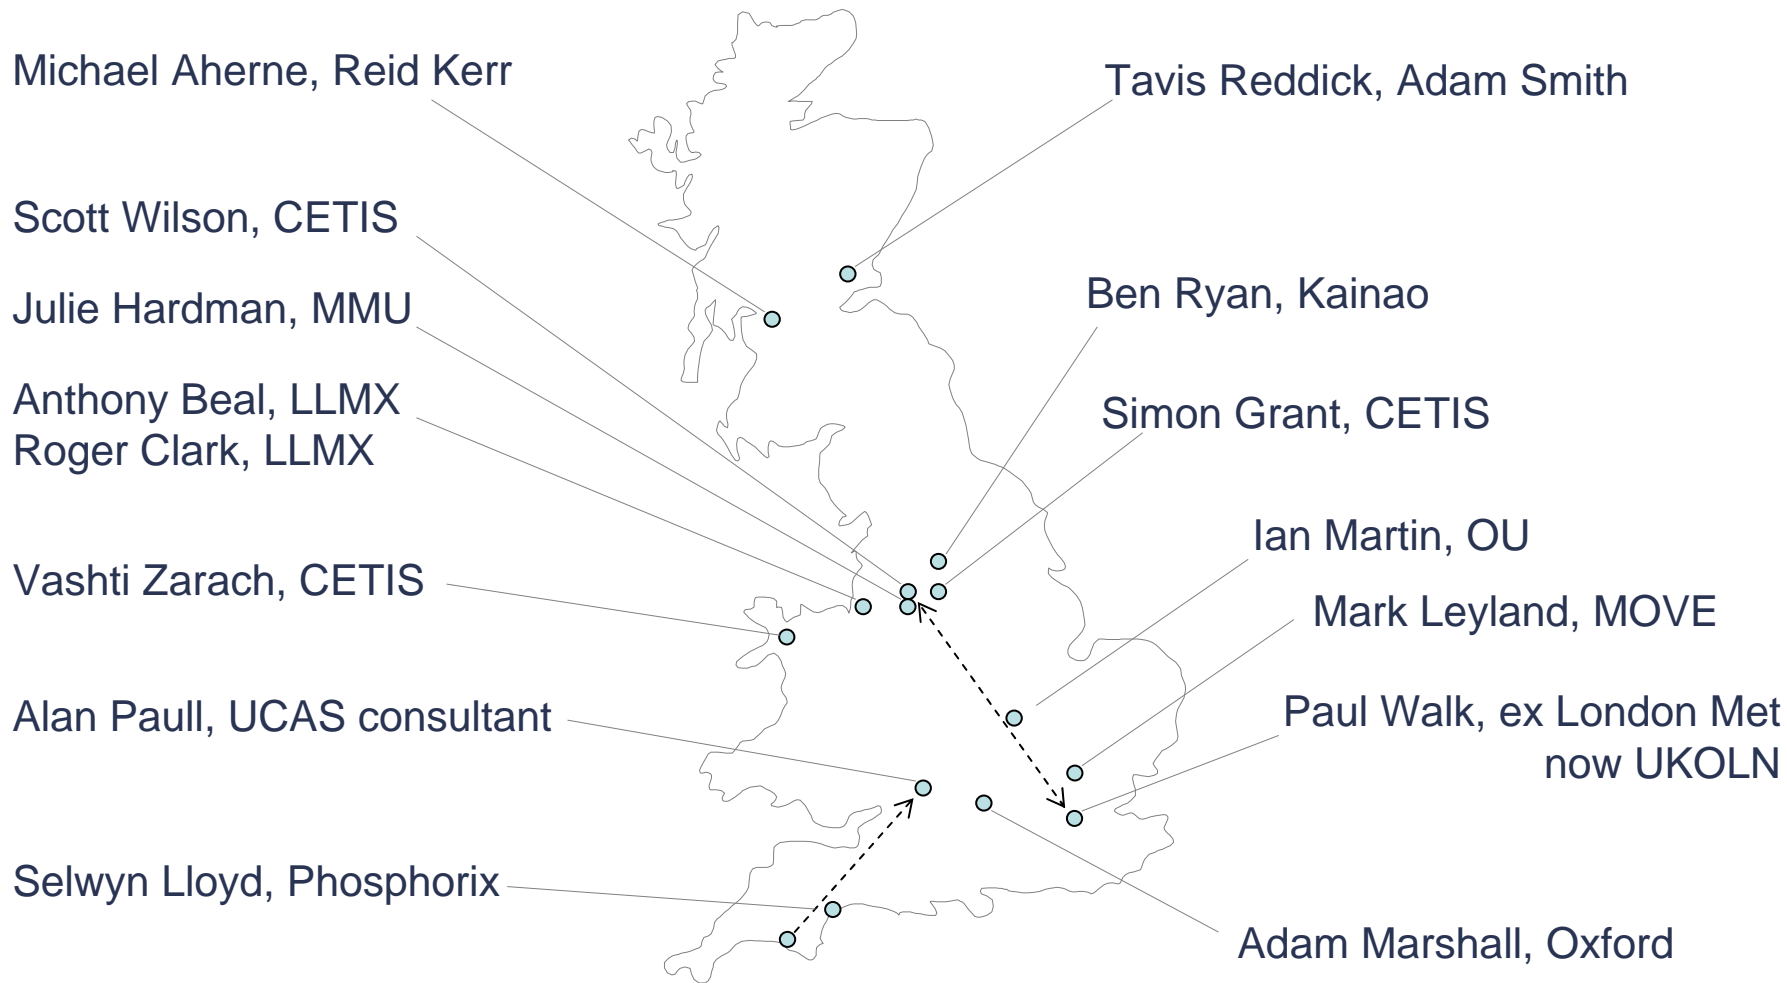 Michael Aherne, Reid Kerr
Tavis Reddick, Adam Smith
Scott Wilson, CETIS
Ben Ryan, Kainao
Julie Hardman, MMU
Anthony Beal, LLMX
Roger Clark, LLMX
Simon Grant, CETIS
Ian Martin, OU
Vashti Zarach, CETIS
Mark Leyland, MOVE
Alan Paull, UCAS consultant
Paul Walk, ex London Met
now UKOLN
Selwyn Lloyd, Phosphorix
Adam Marshall, Oxford